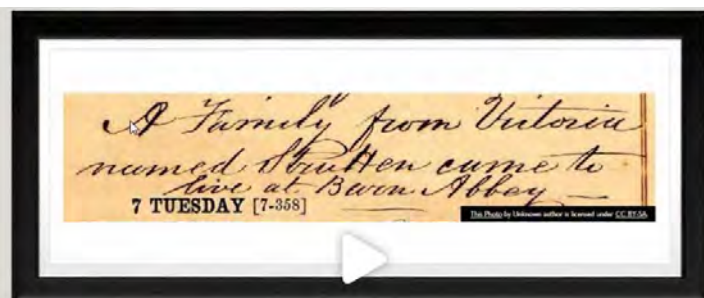 A Family from Victoria
named Strutten came to
live at Bavon Abbey —
7 TUESDAY [7-358]
This Photo by Unknown author is licensed under CC BY-SA.